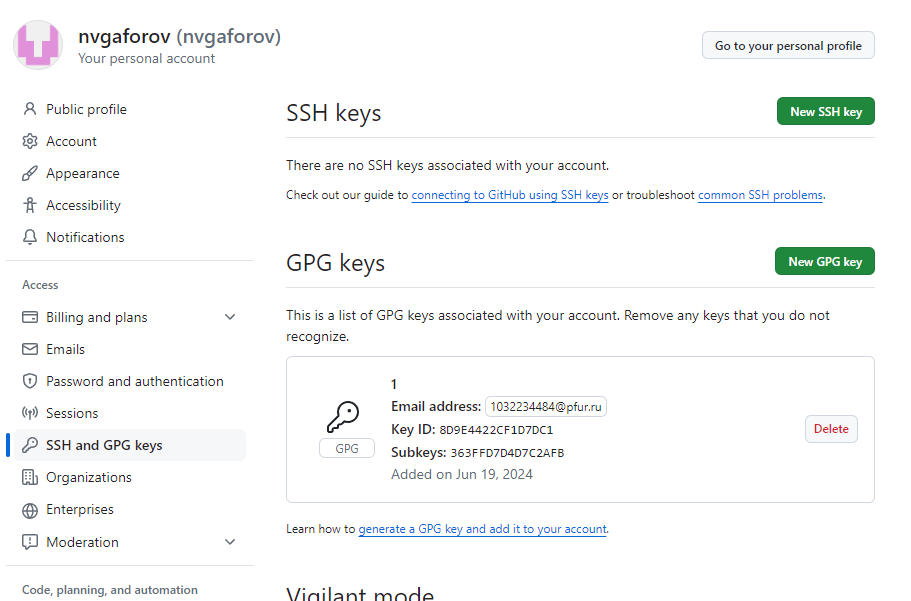 nvgaforov (nvgaforov)
Your personal account
Go to your personal profile
Public profile
Account
Appearance
Accessibility
Notifications
Access
Billing and plans
Emails
Password and authentication
Sessions
SSH and GPG keys
Organizations
Enterprises
Moderation
Code, planning, and automation
SSH keys
New SSH key
There are no SSH keys associated with your account.
Check out our guide to connecting to GitHub using SSH keys or troubleshoot common SSH problems.
GPG keys
New GPG key
This is a list of GPG keys associated with your account. Remove any keys that you do not
recognize.
GPG
1
Email address: 1032234484@pfur.ru
Key ID: 8D9E4422CF1D7DC1
Subkeys: 363FFD7D4D7C2AFB
Added on Jun 19, 2024
Delete
Learn how to generate a GPG key and add it to your account.
Vigilant mode